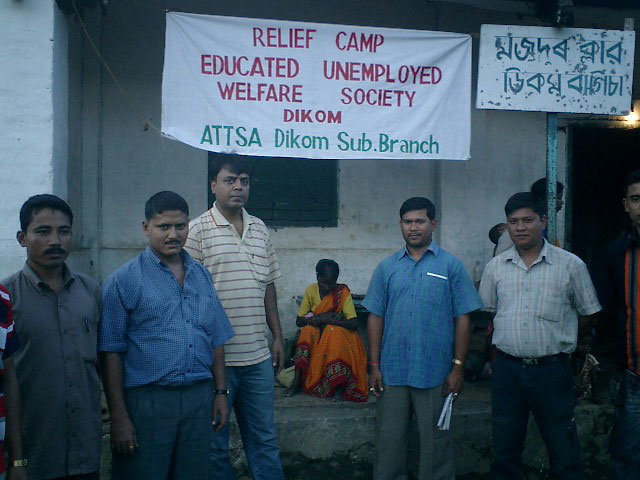 RELIEF CAMP
EDUCATED UNEMPLOYED
WELFARE SOCIETY
DIKOM
ATTSA Dikom Sub.Branch
মজদুৰ ক্লাব
ডিকম বাগিচা